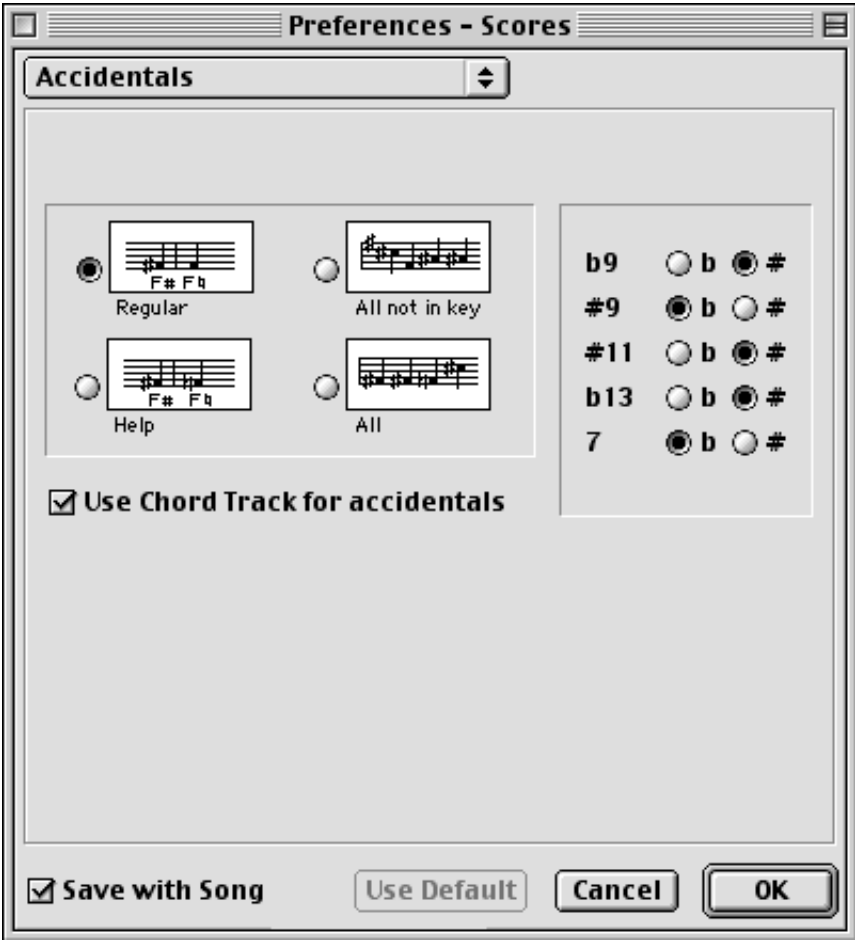 Preferences - Scores
Accidentals
F# F♮
Regular
All not in key
F# F♮
Help
All
b9 b #
#9 b #
#11 b #
b13 b #
7 b #
Use Chord Track for accidentals
Save with Song
Use Default
Cancel
OK